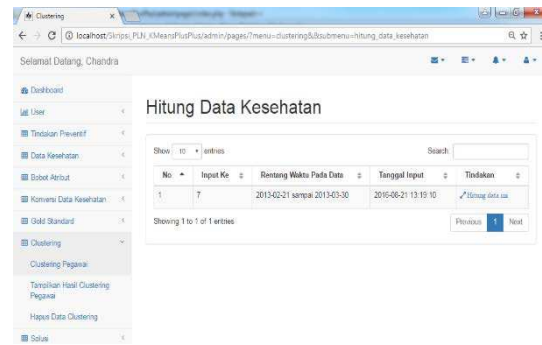 Clustering
localhost/Skripsi_PLN_KMeansPlusPlus/admin/pages/?menu=clustering&submenu=hitung_data_kesehatan
Selamat Datang, Chandra
Dashboard
User
Tindakan Preventif
Data Kesehatan
Bobot Atribut
Konversi Data Kesehatan
Gold Standard
Clustering
Clustering Pegawai
Tampilkan Hasil Clustering
Pegawai
Hapus Data Clustering
Solusi
Hitung Data Kesehatan
Show 10 entries
Search:
No Input Ke Rentang Waktu Pada Data Tanggal Input Tindakan
1 7 2013-02-21 sampai 2013-03-30 2016-08-21 13:19:10 Hitung data ini
Showing 1 to 1 of 1 entries
Previous 1 Next